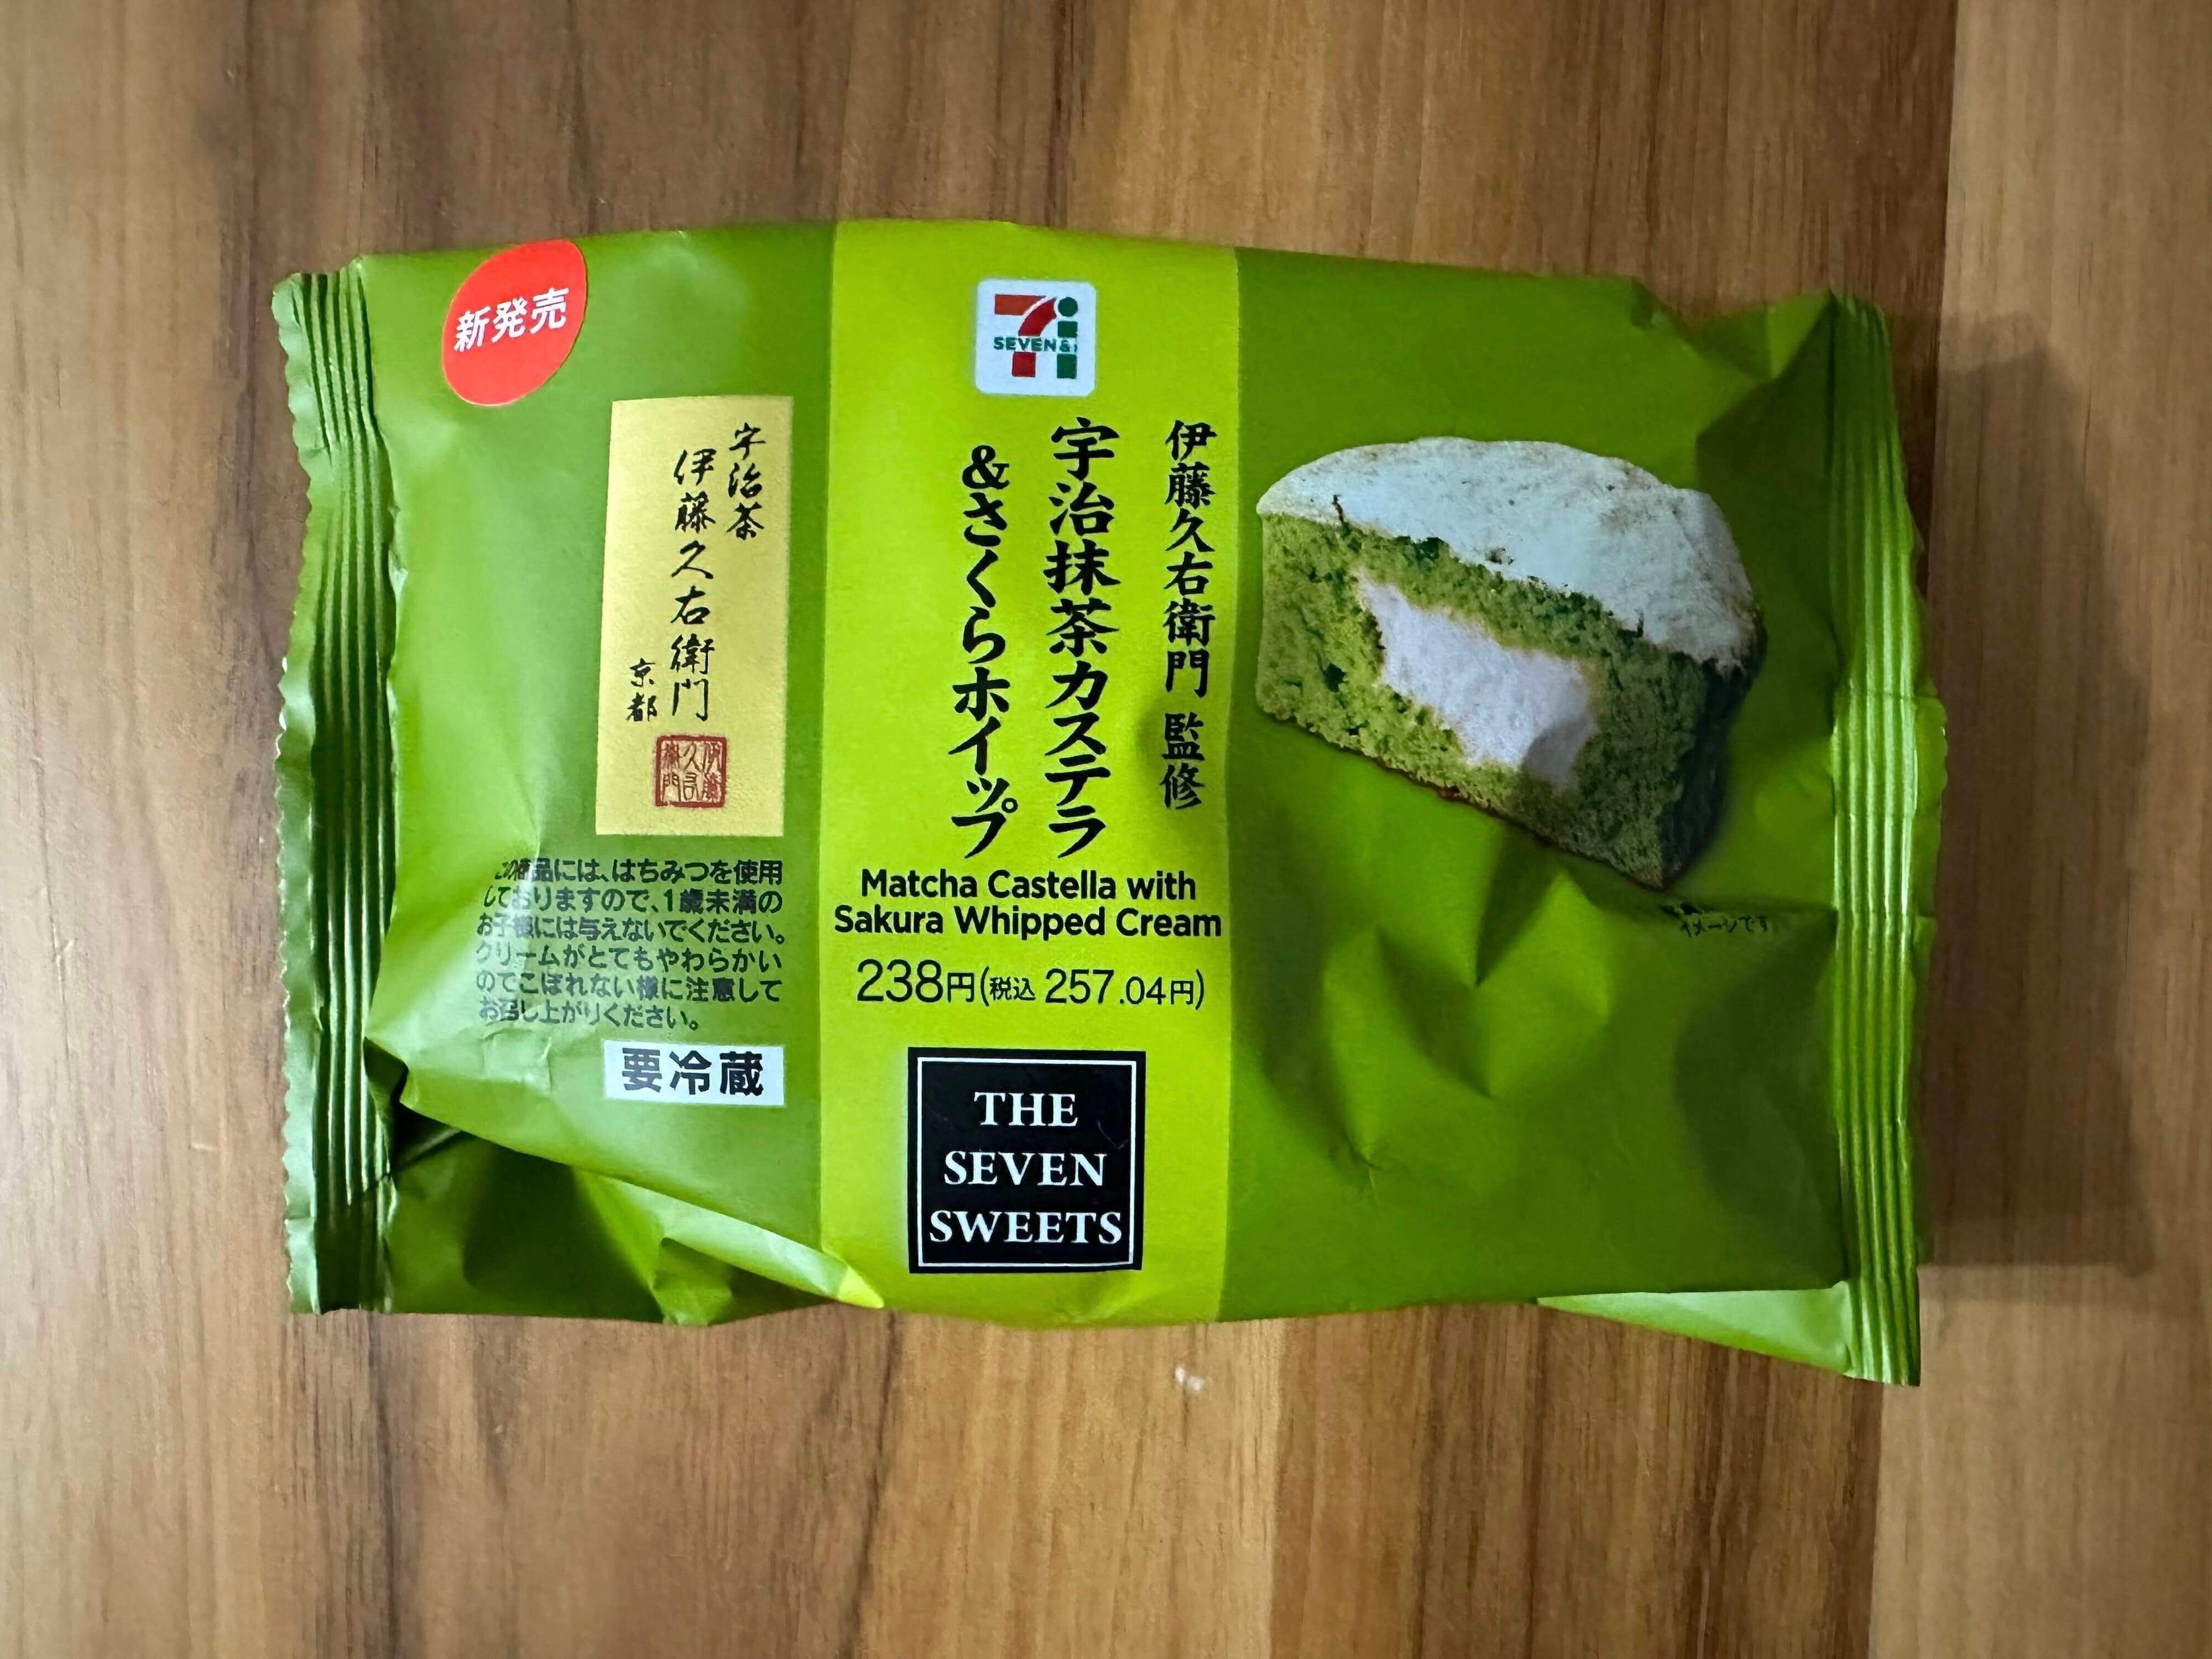 新発売
宇治茶
伊藤久右衛門
京都
この商品には、はちみつを使用
しておりますので、1歳未満の
お子様には与えないでください。
クリームがとてもやわらかい
のでこぼれない様に注意して
お召し上がりください。
要冷蔵
SEVEN&i
伊藤久右衛門 監修
宇治抹茶カステラ
&さくらホイップ
Matcha Castella with
Sakura Whipped Cream
238円(税込 257.04円)
THE
SEVEN
SWEETS
イメージです